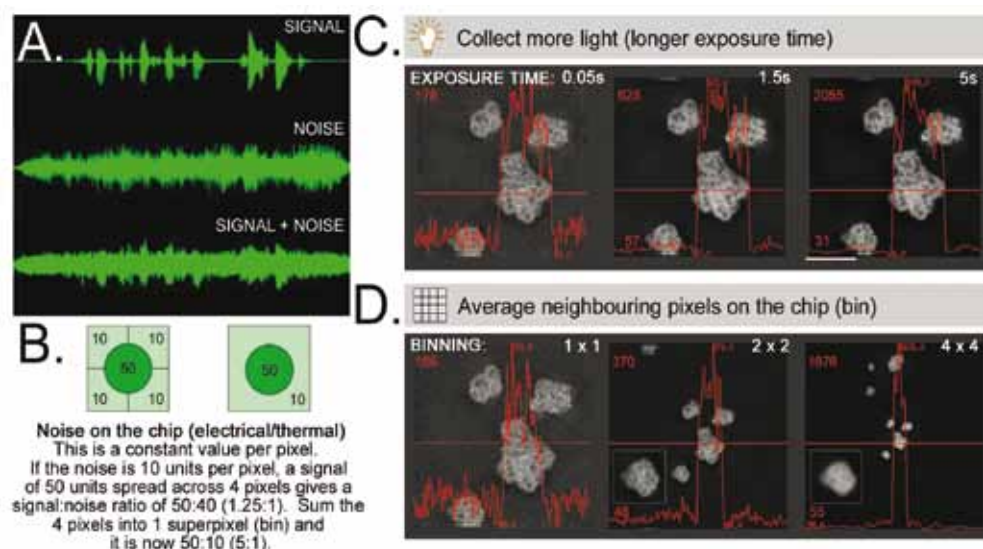 A.
SIGNAL
NOISE
SIGNAL + NOISE
B.
10 10
50
10 10
50
10
Noise on the chip (electrical/thermal)
This is a constant value per pixel.
If the noise is 10 units per pixel, a signal
of 50 units spread across 4 pixels gives a
signal:noise ratio of 50:40 (1.25:1). Sum the
4 pixels into 1 superpixel (bin) and
it is now 50:10 (5:1).
C.
Collect more light (longer exposure time)
EXPOSURE TIME: 0.05s 1.5s 5s
D.
Average neighbouring pixels on the chip (bin)
BINNING: 1 x 1 2 x 2 4 x 4
370